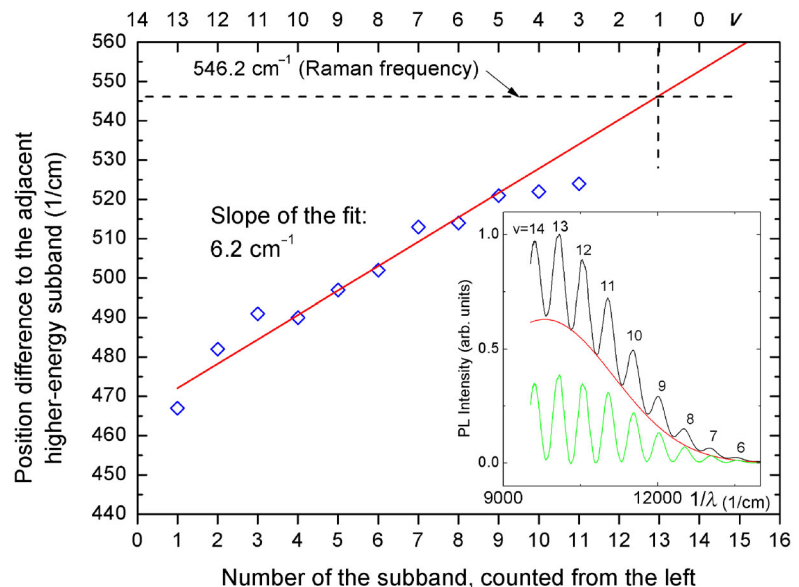 14 13 12 11 10 9 8 7 6 5 4 3 2 1 0 v
560
550
540
530
520
510
500
490
480
470
460
450
440
546.2 cm⁻¹ (Raman frequency)
Slope of the fit:
6.2 cm⁻¹
Position difference to the adjacent
higher-energy subband (1/cm)
v=14 13
12
11
10
9
8
7
6
1.0
0.5
0.0
PL Intensity (arb. units)
9000 12000 1/λ (1/cm)
0 1 2 3 4 5 6 7 8 9 10 11 12 13 14 15 16
Number of the subband, counted from the left